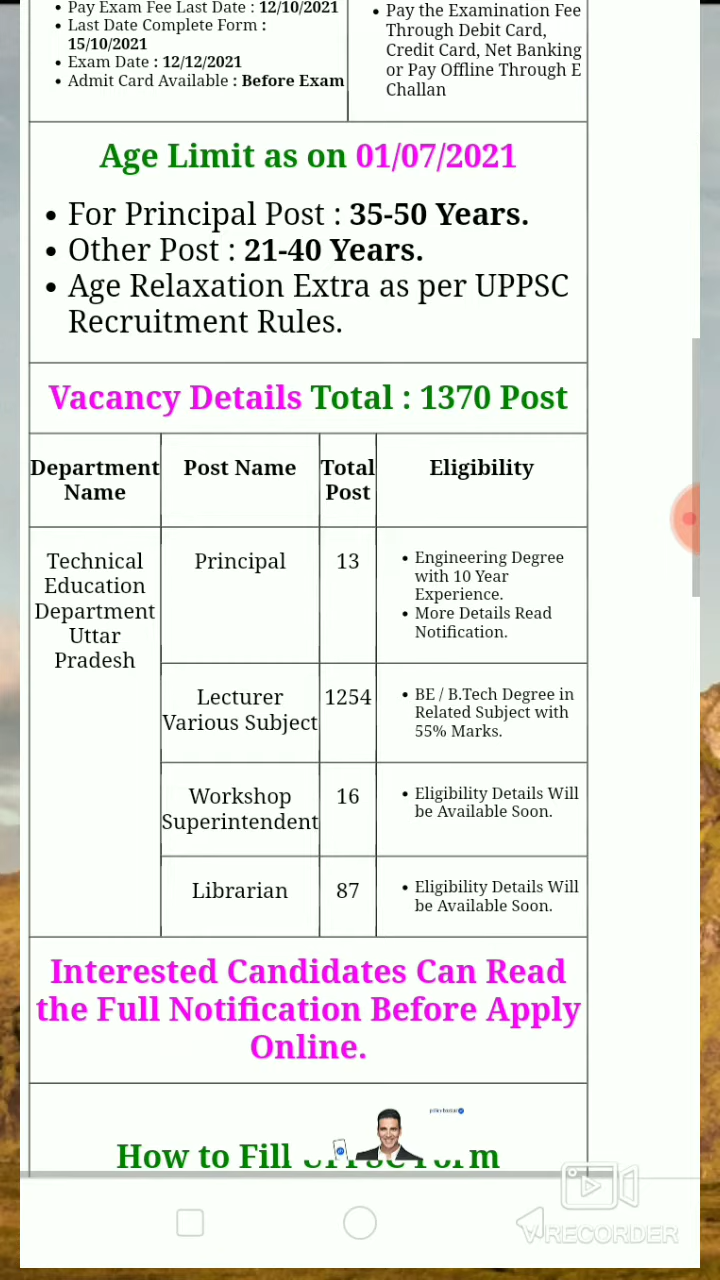 • Pay Exam Fee Last Date : 12/10/2021
• Last Date Complete Form :
15/10/2021
• Exam Date : 12/12/2021
• Admit Card Available : Before Exam
• Pay the Examination Fee
Through Debit Card,
Credit Card, Net Banking
or Pay Offline Through E
Challan
Age Limit as on 01/07/2021
• For Principal Post : 35-50 Years.
• Other Post : 21-40 Years.
• Age Relaxation Extra as per UPPSC
Recruitment Rules.
Vacancy Details Total : 1370 Post
Department
Name
Post Name
Total
Post
Eligibility
Technical
Education
Department
Uttar
Pradesh
Principal
13
• Engineering Degree
with 10 Year
Experience.
• More Details Read
Notification.
Lecturer
Various Subject
1254
• BE / B.Tech Degree in
Related Subject with
55% Marks.
Workshop
Superintendent
16
• Eligibility Details Will
be Available Soon.
Librarian
87
• Eligibility Details Will
be Available Soon.
Interested Candidates Can Read
the Full Notification Before Apply
Online.
How to Fill
VRECORDER